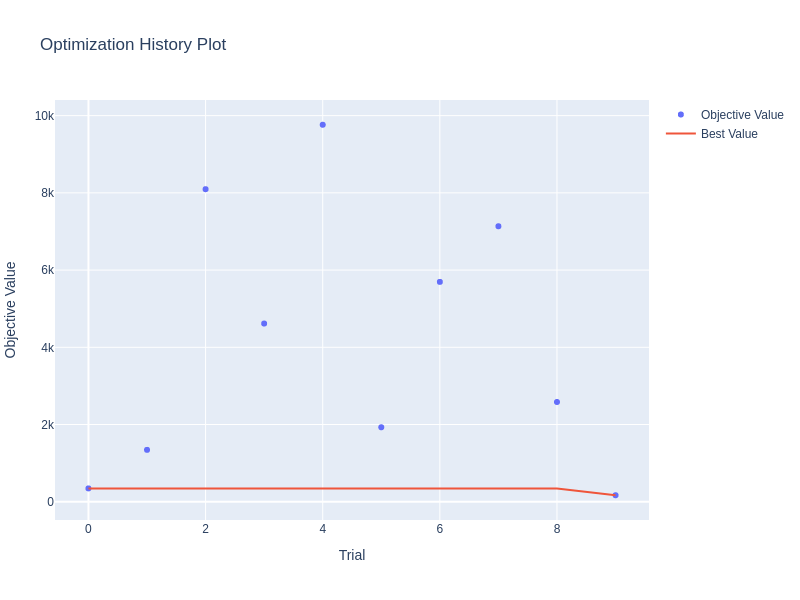 Optimization History Plot
Objective Value
Best Value
10k
8k
6k
4k
2k
0
Objective Value
0
2
4
6
8
Trial